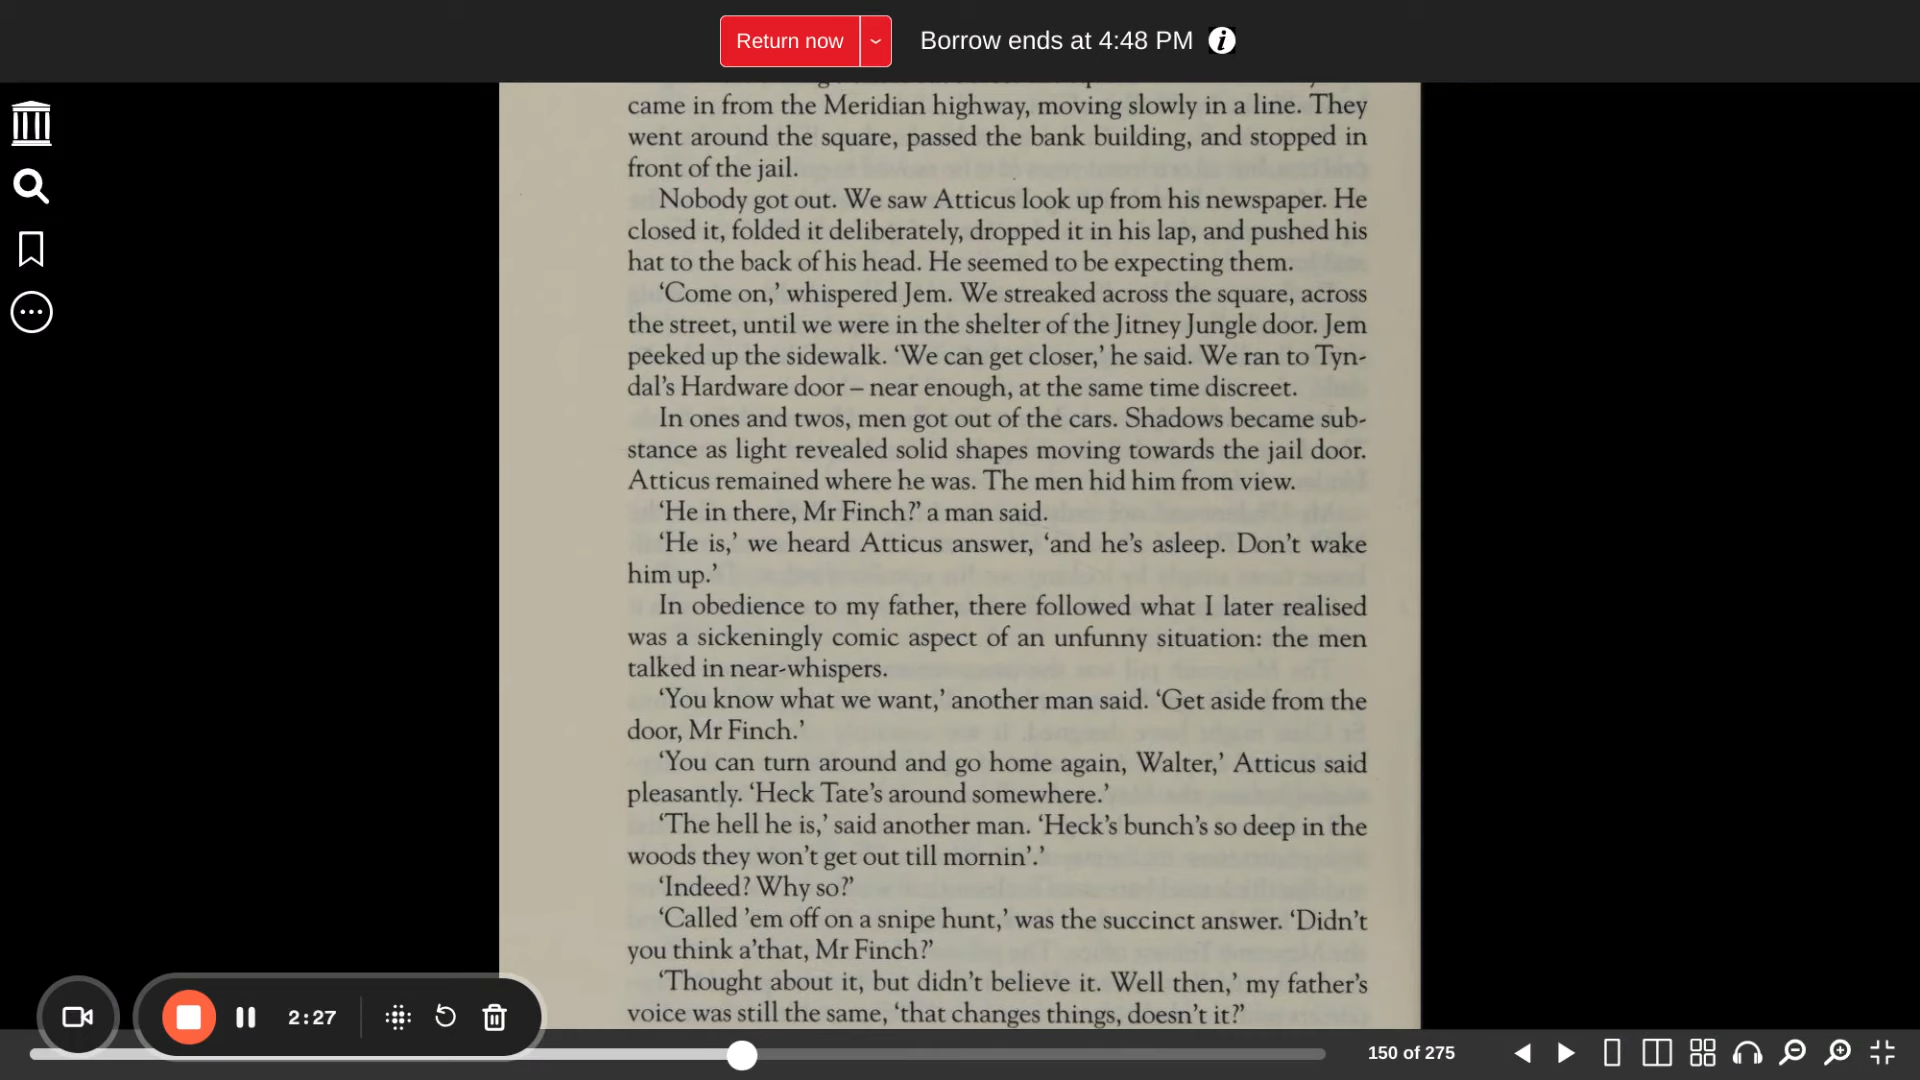 Return now
Borrow ends at 4:48 PM
came in from the Meridian highway, moving slowly in a line. They
went around the square, passed the bank building, and stopped in
front of the jail.
Nobody got out. We saw Atticus look up from his newspaper. He
closed it, folded it deliberately, dropped it in his lap, and pushed his
hat to the back of his head. He seemed to be expecting them.
‘Come on,’ whispered Jem. We streaked across the square, across
the street, until we were in the shelter of the Jitney Jungle door. Jem
peeked up the sidewalk. ‘We can get closer,’ he said. We ran to Tyn-
dal’s Hardware door – near enough, at the same time discreet.
In ones and twos, men got out of the cars. Shadows became sub-
stance as light revealed solid shapes moving towards the jail door.
Atticus remained where he was. The men hid him from view.
‘He in there, Mr Finch?’ a man said.
‘He is,’ we heard Atticus answer, ‘and he’s asleep. Don’t wake
him up.’
In obedience to my father, there followed what I later realised
was a sickeningly comic aspect of an unfunny situation: the men
talked in near-whispers.
‘You know what we want,’ another man said. ‘Get aside from the
door, Mr Finch.’
‘You can turn around and go home again, Walter,’ Atticus said
pleasantly. ‘Heck Tate’s around somewhere.’
‘The hell he is,’ said another man. ‘Heck’s bunch’s so deep in the
woods they won’t get out till mornin’.’
‘Indeed? Why so?’
‘Called ’em off on a snipe hunt,’ was the succinct answer. ‘Didn’t
you think a’that, Mr Finch?’
‘Thought about it, but didn’t believe it. Well then,’ my father’s
voice was still the same, ‘that changes things, doesn’t it?’
2:27
150 of 275